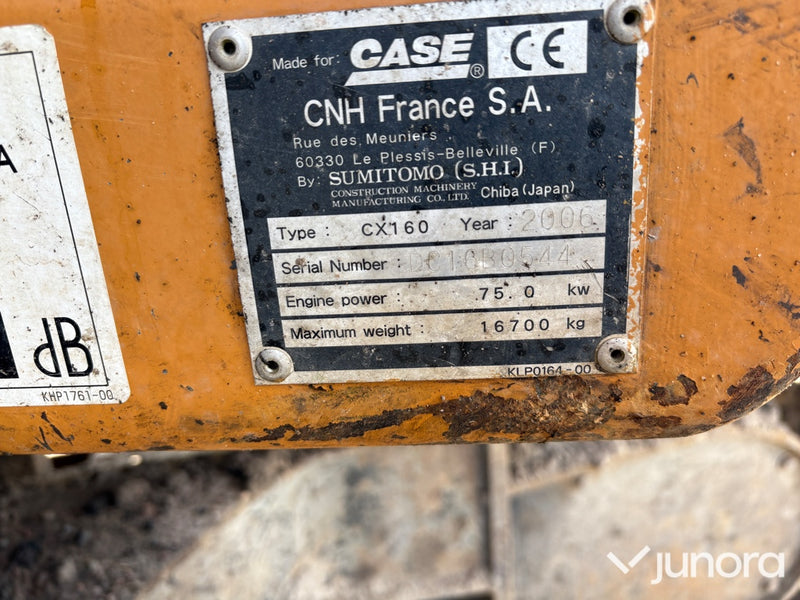 Made for: CASE ® CE
CNH France S.A.
Rue des Meuniers
60330 Le Plessis-Belleville (F)
By: SUMITOMO (S.H.I.)
CONSTRUCTION MACHINERY
MANUFACTURING CO., LTD. Chiba (Japan)
Type : CX160 Year : 2006
Serial Number :
Engine power : 75.0 kw
Maximum weight : 16700 kg
KLP0164-00
A
dB
KHP1761-00
junora